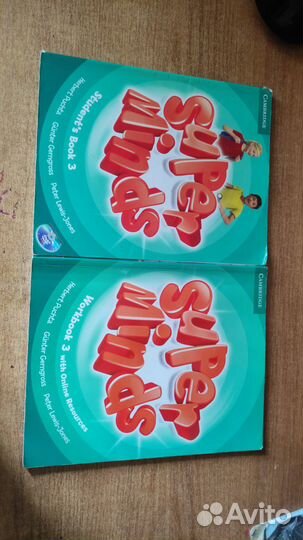 CAMBRIDGE
Super
Minds
Student's Book 3
Herbert Puchta
Günter Gerngross
Peter Lewis-Jones
CAMBRIDGE
Super
Minds
Workbook 3 with Online Resources
Herbert Puchta
Günter Gerngross
Peter Lewis-Jones
Avito